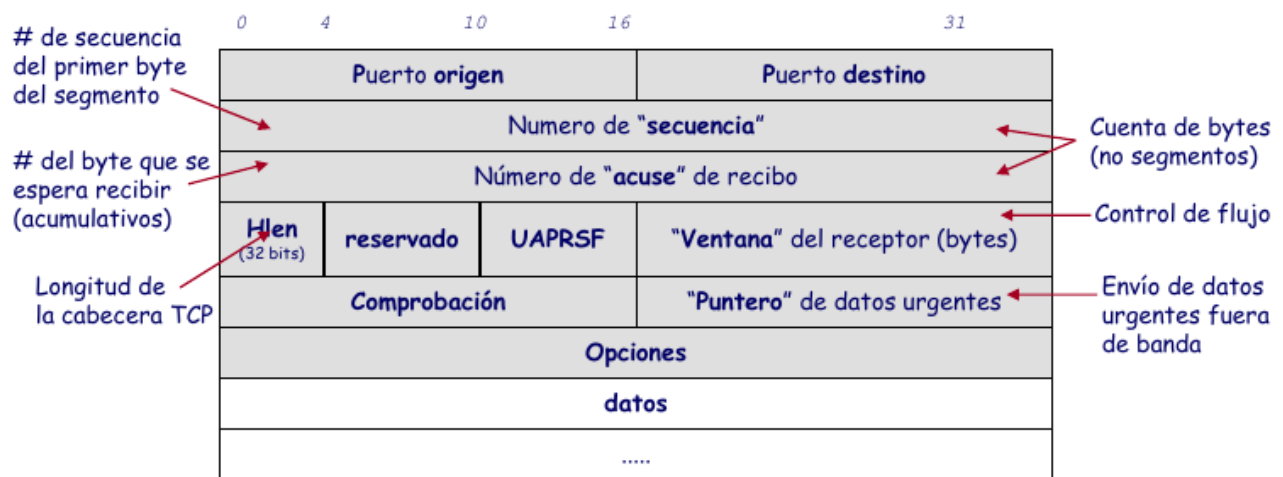 0 4 10 16 31
# de secuencia
del primer byte
del segmento
Puerto origen
Puerto destino
Numero de “secuencia”
Cuenta de bytes
(no segmentos)
# del byte que se
espera recibir
(acumulativos)
Número de “acuse” de recibo
Hlen
(32 bits)
reservado
UAPRSF
“Ventana” del receptor (bytes)
Control de flujo
Longitud de
la cabecera TCP
Comprobación
“Puntero” de datos urgentes
Envío de datos
urgentes fuera
de banda
Opciones
datos
.....